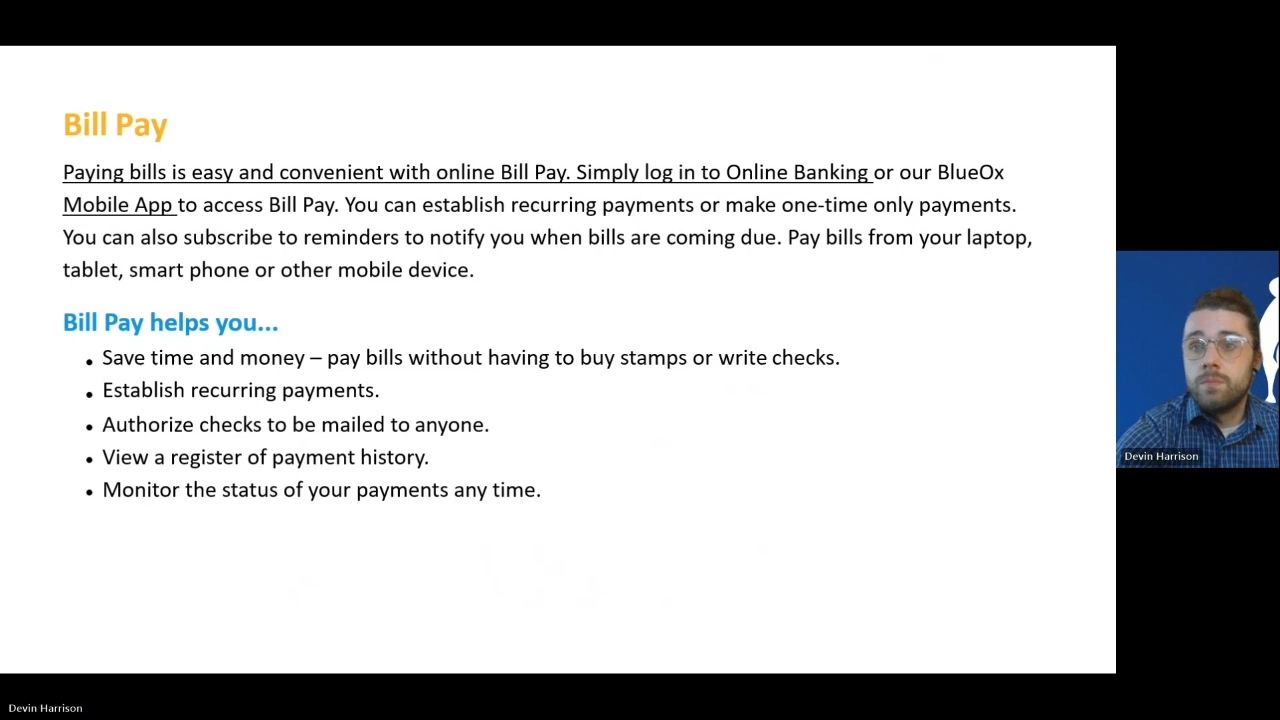 Bill Pay
Paying bills is easy and convenient with online Bill Pay. Simply log in to Online Banking or our BlueOx
Mobile App to access Bill Pay. You can establish recurring payments or make one-time only payments.
You can also subscribe to reminders to notify you when bills are coming due. Pay bills from your laptop,
tablet, smart phone or other mobile device.
Bill Pay helps you...
• Save time and money – pay bills without having to buy stamps or write checks.
• Establish recurring payments.
• Authorize checks to be mailed to anyone.
• View a register of payment history.
• Monitor the status of your payments any time.
Devin Harrison
Devin Harrison